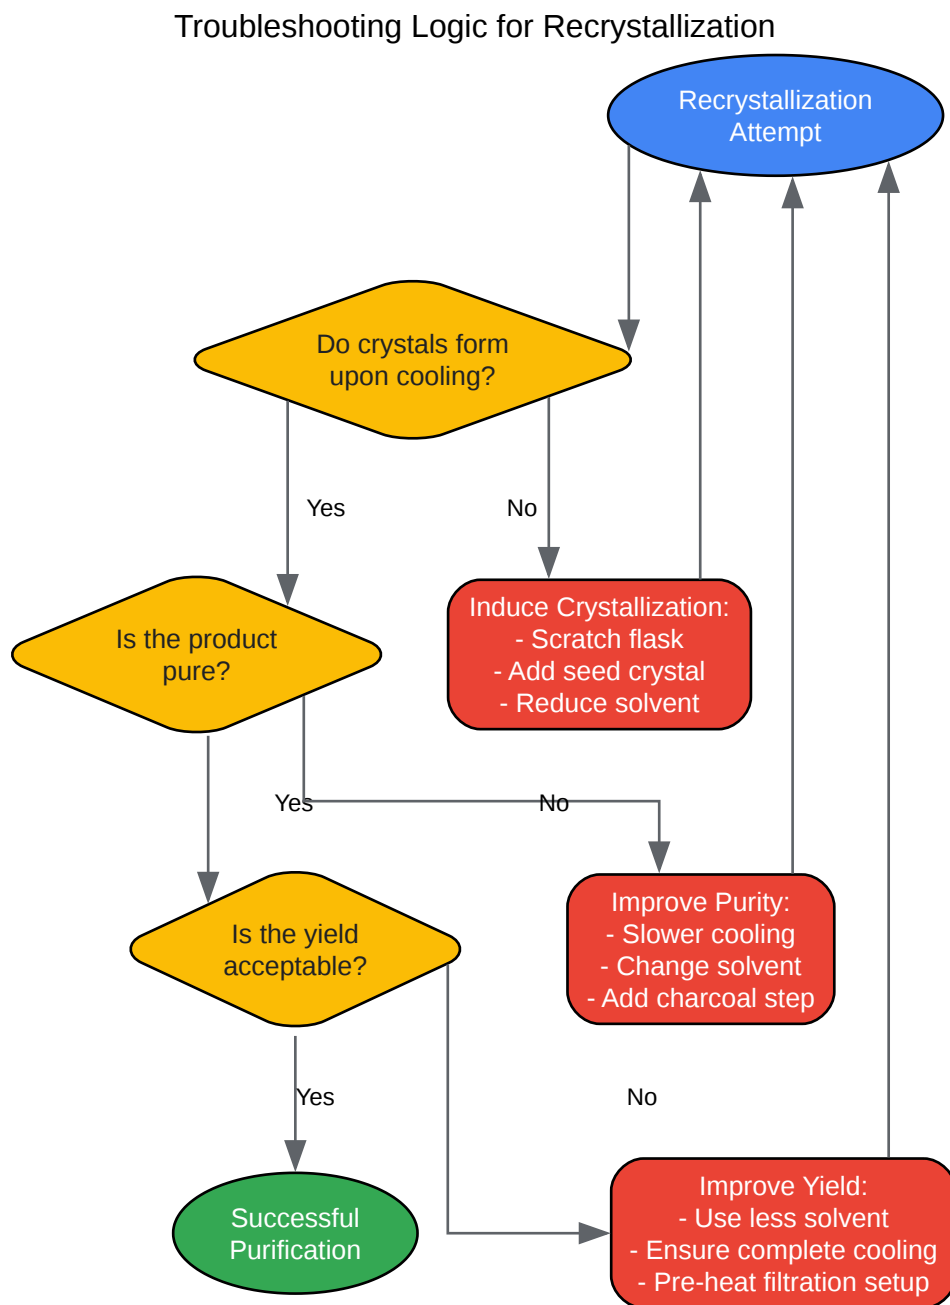 Troubleshooting Logic for Recrystallization
Recrystallization
Attempt
Do crystals form
upon cooling?
Yes
No
Induce Crystallization:
- Scratch flask
- Add seed crystal
- Reduce solvent
Is the product
pure?
Yes
No
Improve Purity:
- Slower cooling
- Change solvent
- Add charcoal step
Is the yield
acceptable?
Yes
No
Successful
Purification
Improve Yield:
- Use less solvent
- Ensure complete cooling
- Pre-heat filtration setup